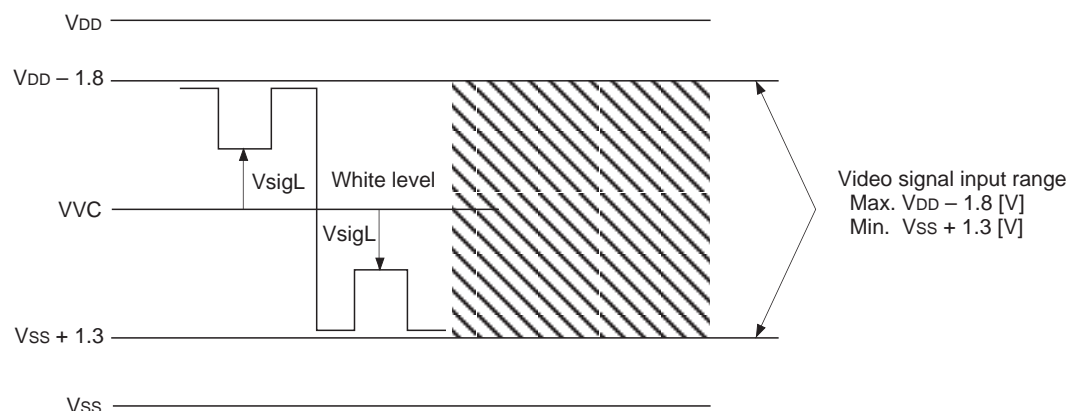 VDD
VDD – 1.8
VsigL
White level
VVC
VsigL
Video signal input range
Max. VDD – 1.8 [V]
Min. VSS + 1.3 [V]
VSS + 1.3
VSS